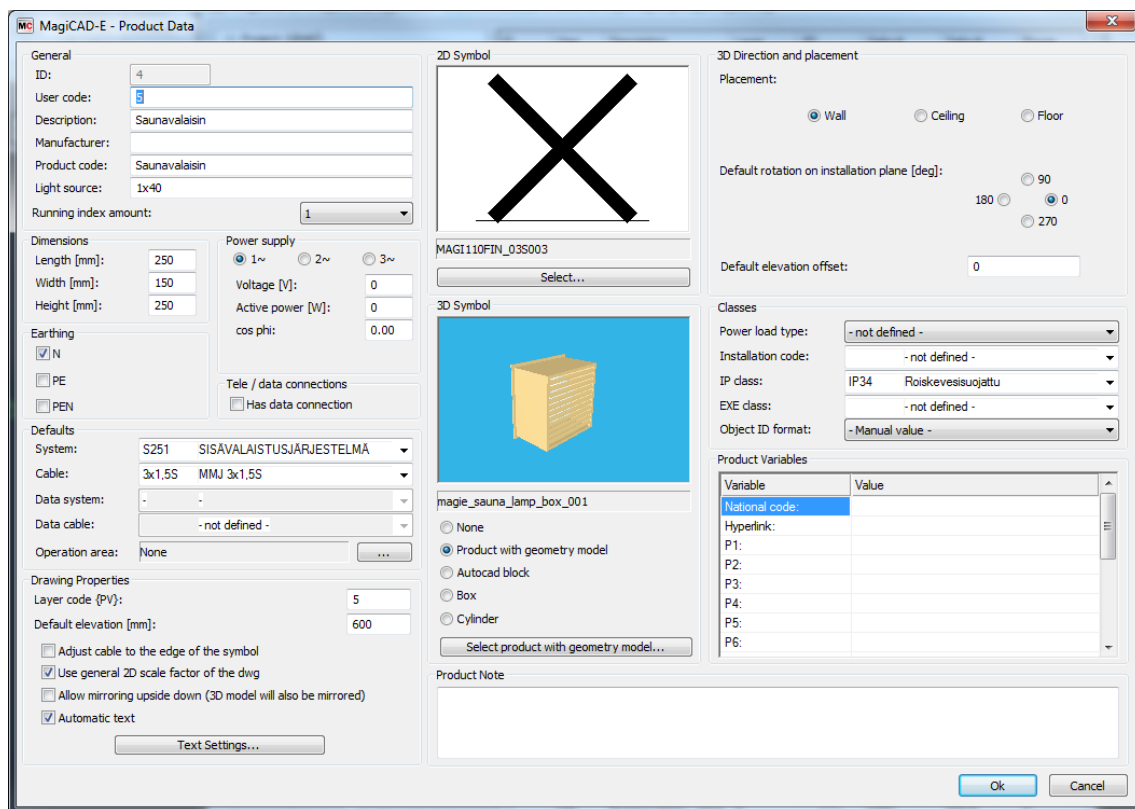 MC MagiCAD-E - Product Data
General
ID: 4
User code: 5
Description: Saunavalaisin
Manufacturer:
Product code: Saunavalaisin
Light source: 1x40
Running index amount: 1
Dimensions
Length [mm]: 250
Width [mm]: 150
Height [mm]: 250
Power supply
1~ 2~ 3~
Voltage [V]: 0
Active power [W]: 0
cos phi: 0.00
Earthing
N
PE
PEN
Tele / data connections
Has data connection
Defaults
System: S251 SISÄVALAISTUSJÄRJESTELMÄ
Cable: 3x1,5S MMJ 3x1,5S
Data system: - -
Data cable: - not defined -
Operation area: None ...
Drawing Properties
Layer code {PV}: 5
Default elevation [mm]: 600
Adjust cable to the edge of the symbol
Use general 2D scale factor of the dwg
Allow mirroring upside down (3D model will also be mirrored)
Automatic text
Text Settings...
2D Symbol
MAGI110FIN_03S003
Select...
3D Symbol
magie_sauna_lamp_box_001
None
Product with geometry model
Autocad block
Box
Cylinder
Select product with geometry model...
3D Direction and placement
Placement:
Wall Ceiling Floor
Default rotation on installation plane [deg]:
90
180 0
270
Default elevation offset: 0
Classes
Power load type: - not defined -
Installation code: - not defined -
IP class: IP34 Roiskevesisuojattu
EXE class: - not defined -
Object ID format: - Manual value -
Product Variables
Variable Value
National code:
Hyperlink:
P1:
P2:
P3:
P4:
P5:
P6:
Product Note
Ok Cancel